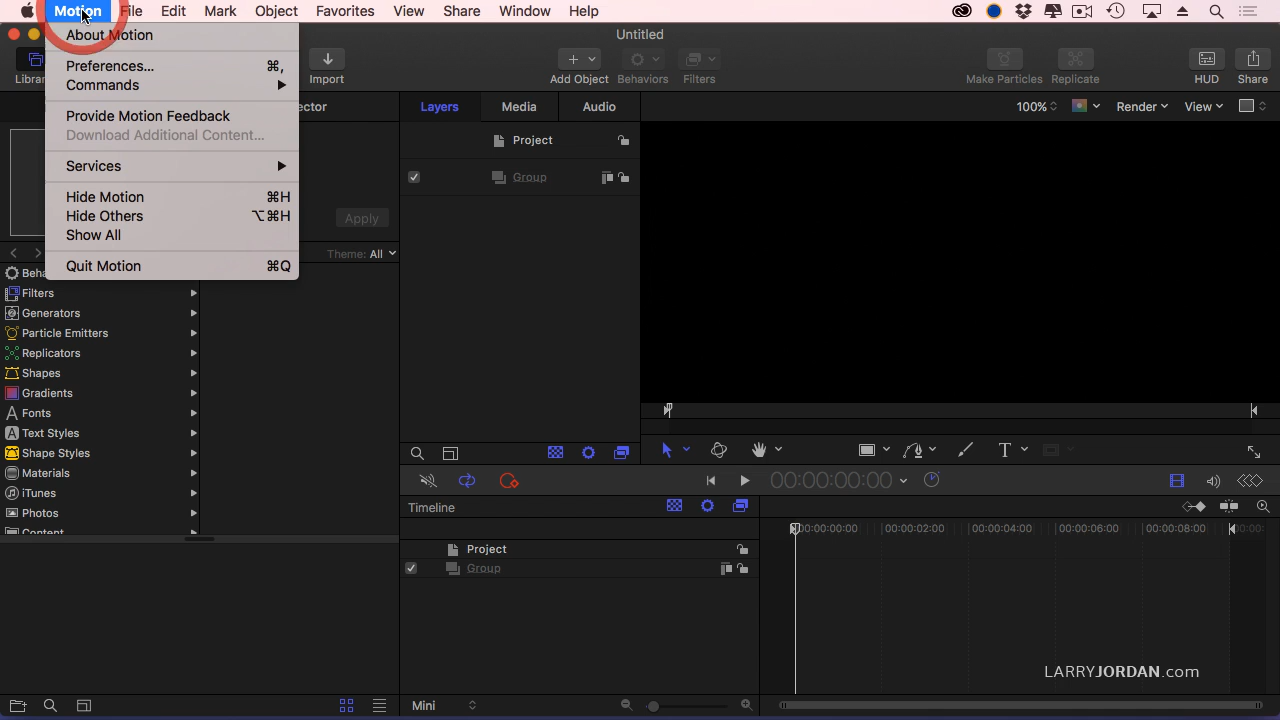 Motion File Edit Mark Object Favorites View Share Window Help
Untitled
About Motion
Preferences... ⌘,
Commands
Provide Motion Feedback
Download Additional Content...
Services
Hide Motion ⌘H
Hide Others ⌥⌘H
Show All
Quit Motion ⌘Q
Import
Add Object
Behaviors
Filters
Make Particles
Replicate
HUD
Share
Layers Media Audio
100% Render View
Project
Group
Apply
Theme: All
Filters
Generators
Particle Emitters
Replicators
Shapes
Gradients
Fonts
Text Styles
Shape Styles
Materials
iTunes
Photos
Content
T
00:00:00:00
Timeline
00:00:00:00 00:00:02:00 00:00:04:00 00:00:06:00 00:00:08:00
Project
Group
LARRYJORDAN.com
Mini